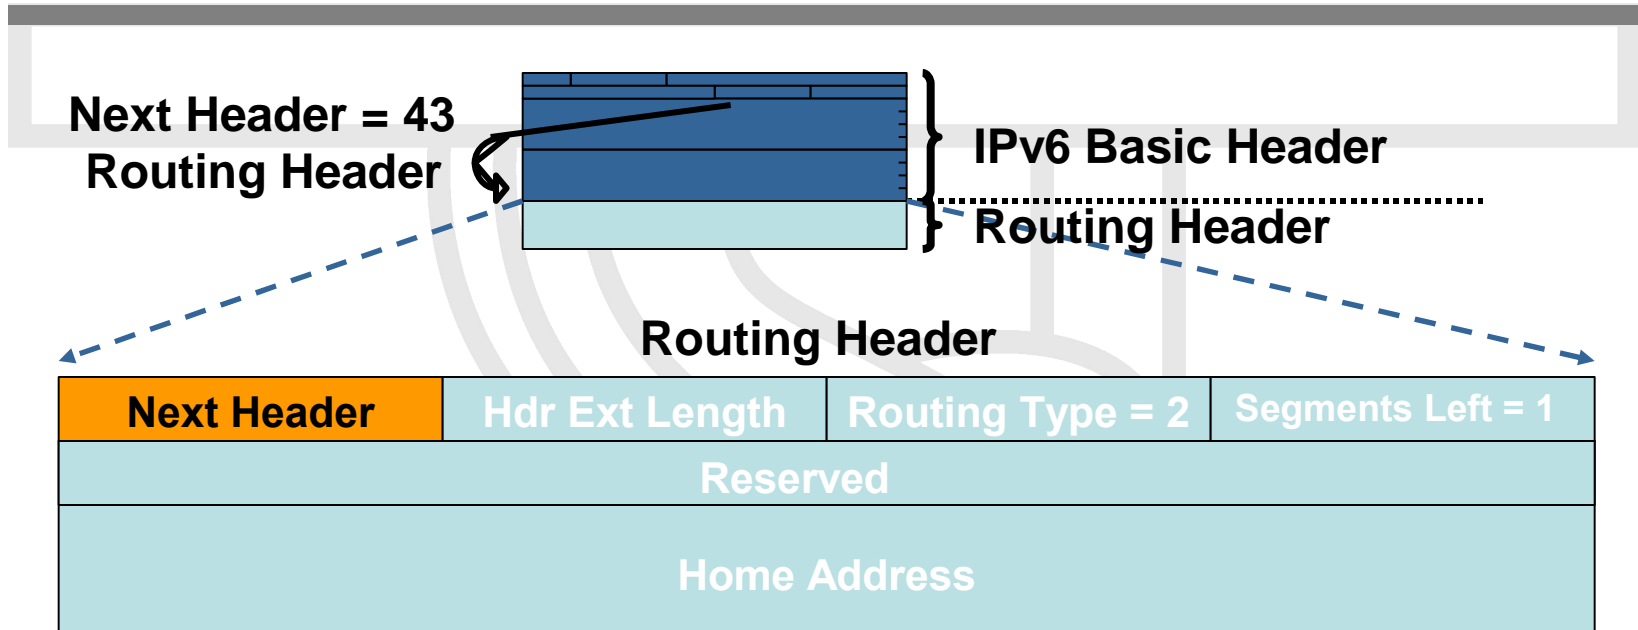 Next Header = 43
Routing Header
IPv6 Basic Header
Routing Header
Routing Header
Next Header
Hdr Ext Length
Routing Type = 2
Segments Left = 1
Reserved
Home Address